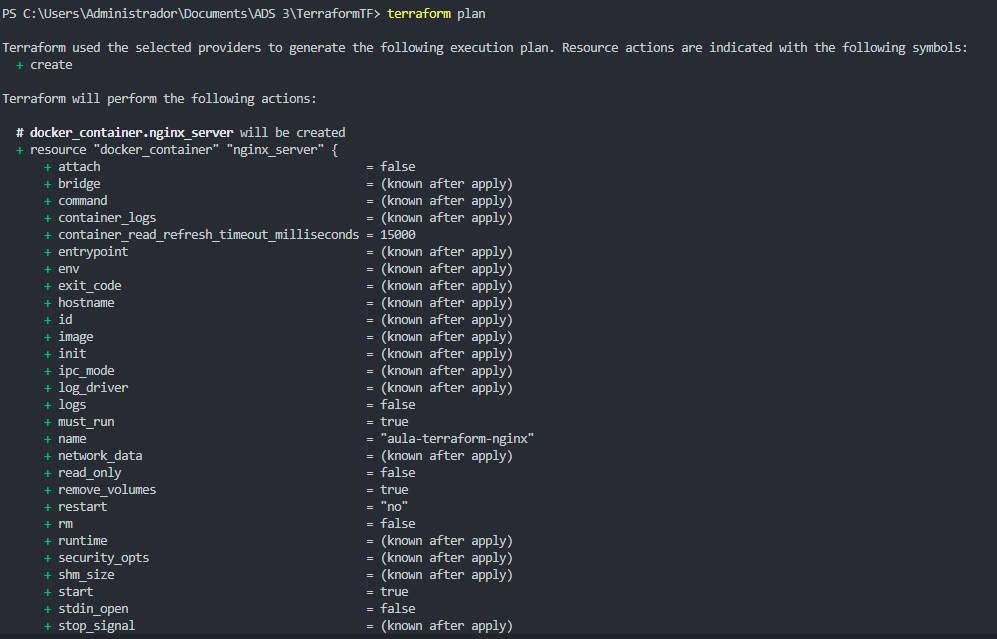 PS C:\Users\Administrador\Documents\ADS 3\TerraformTF> terraform plan
Terraform used the selected providers to generate the following execution plan. Resource actions are indicated with the following symbols:
+ create
Terraform will perform the following actions:
# docker_container.nginx_server will be created
+ resource "docker_container" "nginx_server" {
+ attach = false
+ bridge = (known after apply)
+ command = (known after apply)
+ container_logs = (known after apply)
+ container_read_refresh_timeout_milliseconds = 15000
+ entrypoint = (known after apply)
+ env = (known after apply)
+ exit_code = (known after apply)
+ hostname = (known after apply)
+ id = (known after apply)
+ image = (known after apply)
+ init = (known after apply)
+ ipc_mode = (known after apply)
+ log_driver = (known after apply)
+ logs = false
+ must_run = true
+ name = "aula-terraform-nginx"
+ network_data = (known after apply)
+ read_only = false
+ remove_volumes = true
+ restart = "no"
+ rm = false
+ runtime = (known after apply)
+ security_opts = (known after apply)
+ shm_size = (known after apply)
+ start = true
+ stdin_open = false
+ stop_signal = (known after apply)